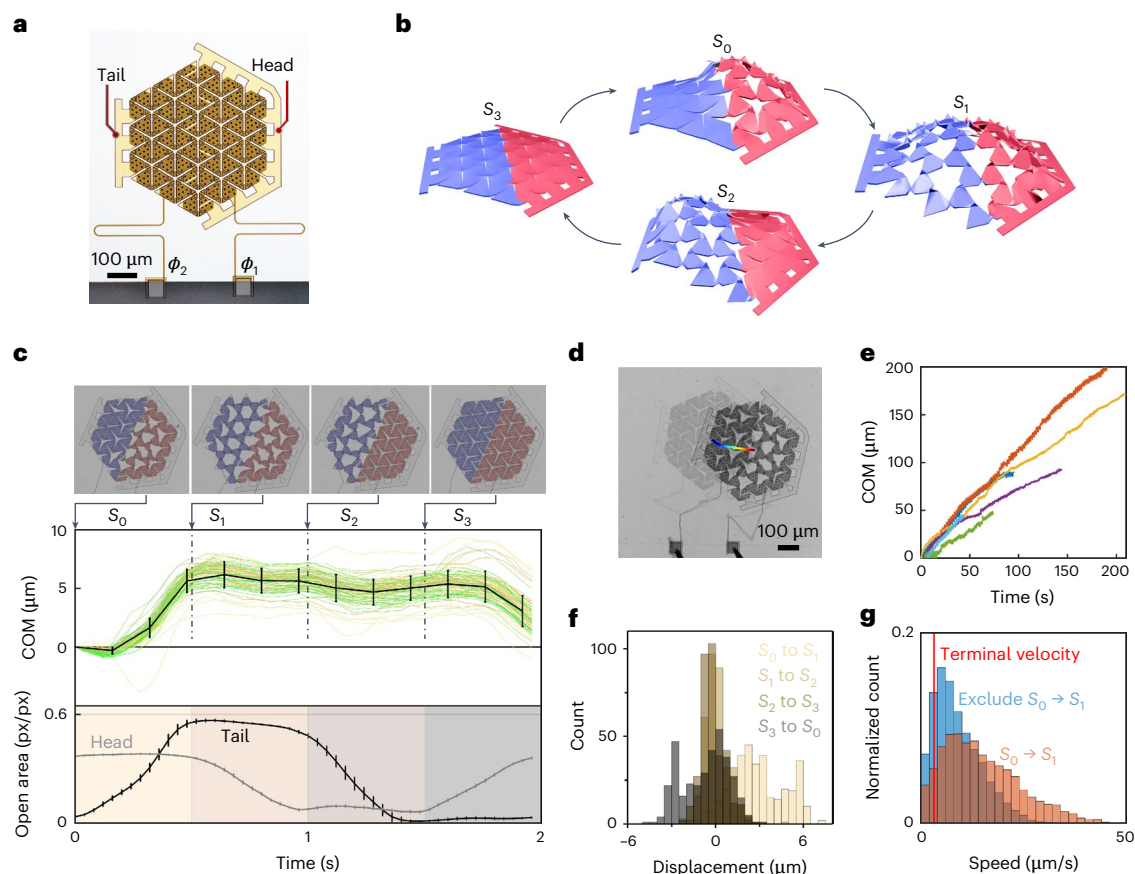 a
Tail
Head
100 μm
ϕ2
ϕ1
b
S0
S3
S1
S2
c
S0
S1
S2
S3
10
5
0
COM (μm)
0.6
Head
Tail
0
Open area (px/px)
0
1
2
Time (s)
d
100 μm
e
200
150
100
50
0
COM (μm)
0
50
100
150
200
Time (s)
f
100
50
0
Count
S0 to S1
S1 to S2
S2 to S3
S3 to S0
−6
0
6
Displacement (μm)
g
0.2
Terminal velocity
Exclude S0 → S1
S0 → S1
0
Normalized count
0
50
Speed (μm/s)